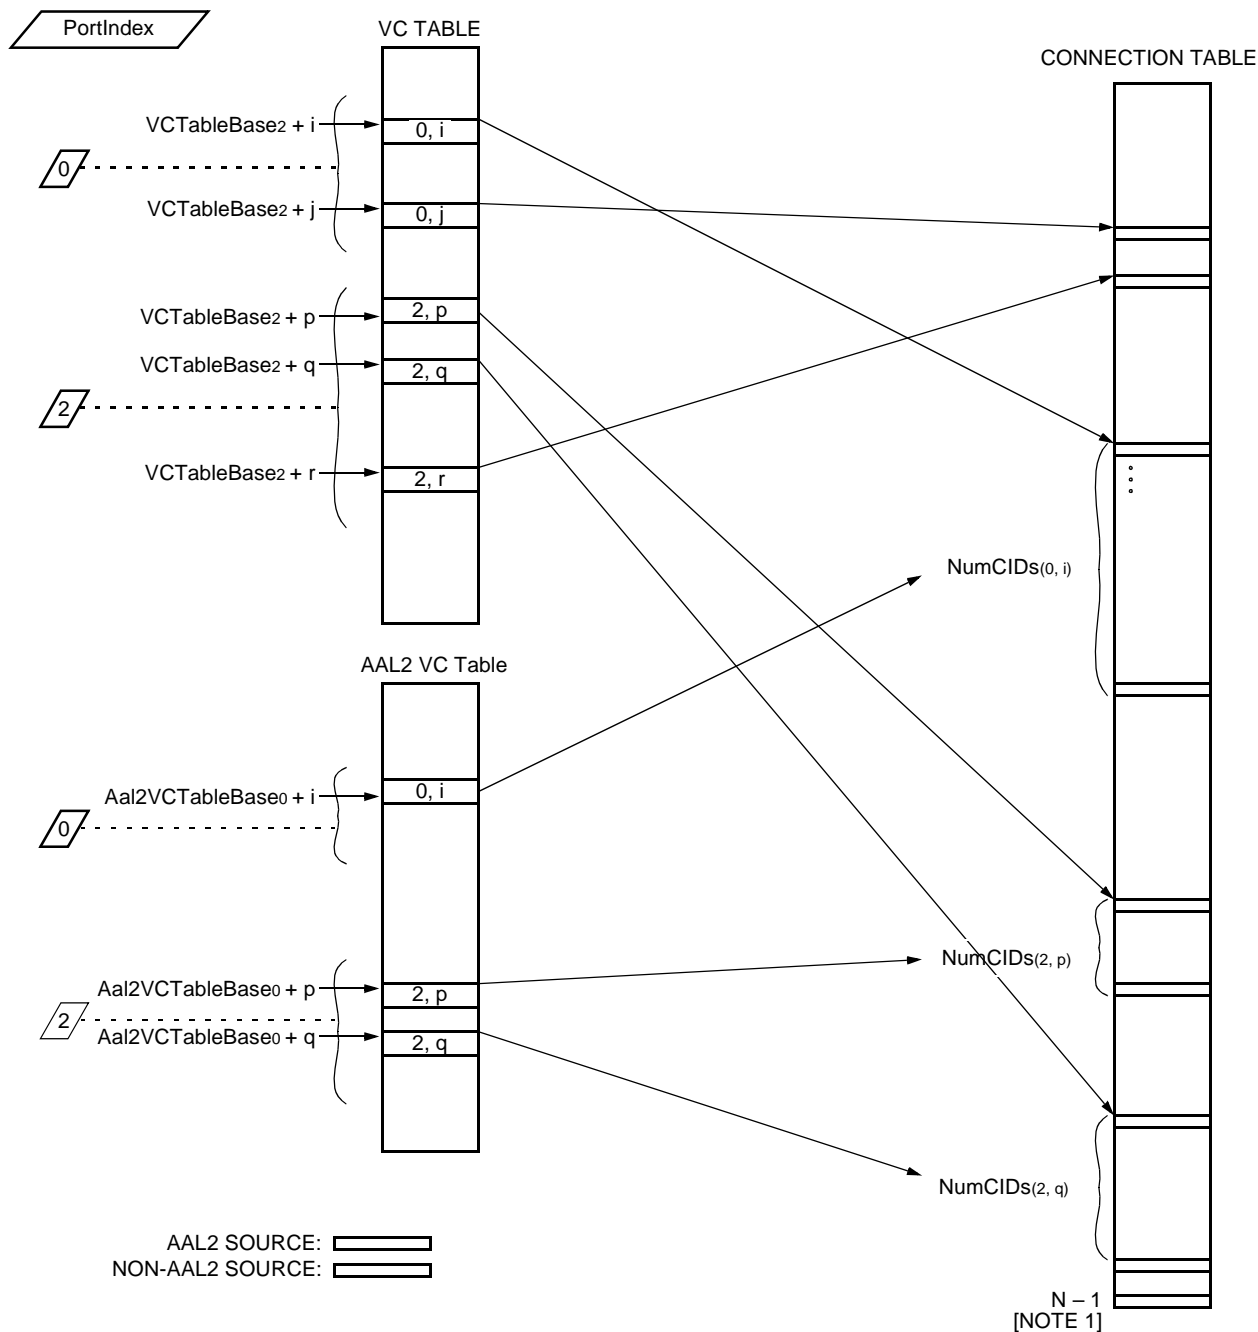 PortIndex
VC TABLE
CONNECTION TABLE
VCTableBase2 + i
0, i
0
VCTableBase2 + j
0, j
VCTableBase2 + p
2, p
VCTableBase2 + q
2, q
2
VCTableBase2 + r
2, r
NumCIDs(0, i)
AAL2 VC Table
Aal2VCTableBase0 + i
0, i
0
Aal2VCTableBase0 + p
2, p
NumCIDs(2, p)
2
Aal2VCTableBase0 + q
2, q
NumCIDs(2, q)
AAL2 SOURCE:
NON-AAL2 SOURCE:
N – 1
[NOTE 1]